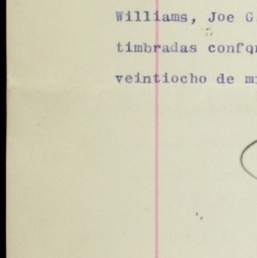 Williams, Joe G
timbradas confor
veintiocho de m